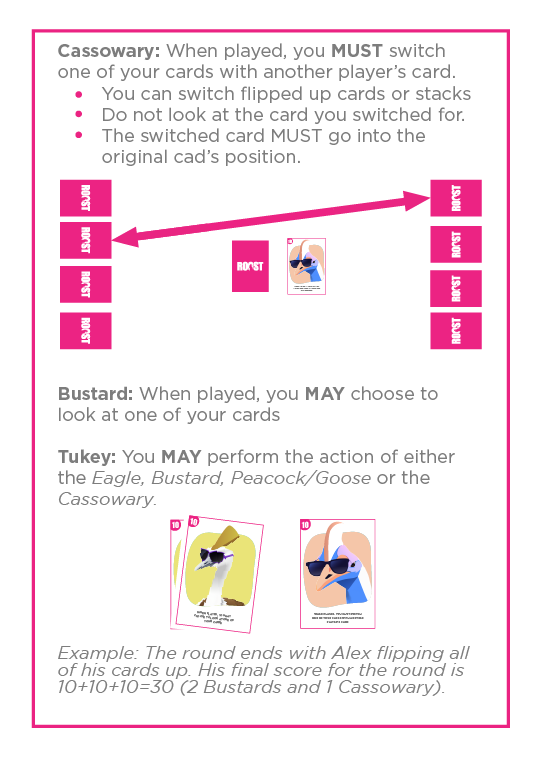 Cassowary: When played, you MUST switch
one of your cards with another player's card.
• You can switch flipped up cards or stacks
• Do not look at the card you switched for.
• The switched card MUST go into the
original cad's position.
ROOST
ROOST
ROOST
ROOST
ROOST
10
ROOST
ROOST
ROOST
ROOST
Bustard: When played, you MAY choose to
look at one of your cards
Tukey: You MAY perform the action of either
the Eagle, Bustard, Peacock/Goose or the
Cassowary.
10
10
10
Example: The round ends with Alex flipping all
of his cards up. His final score for the round is
10+10+10=30 (2 Bustards and 1 Cassowary).